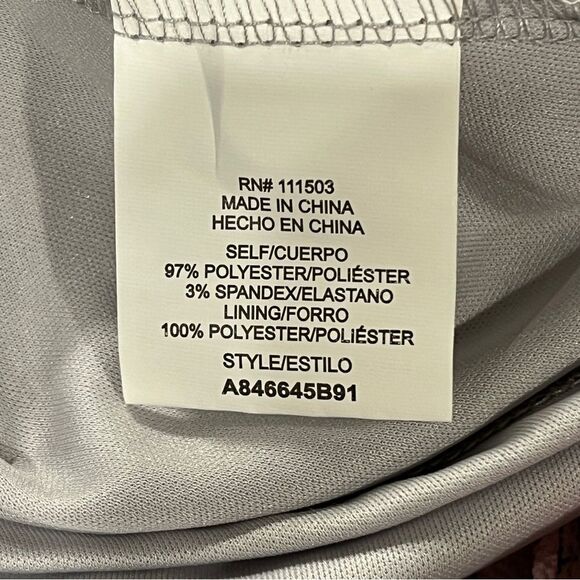 RN# 111503
MADE IN CHINA
HECHO EN CHINA
SELF/CUERPO
97% POLYESTER/POLIÉSTER
3% SPANDEX/ELASTANO
LINING/FORRO
100% POLYESTER/POLIÉSTER
STYLE/ESTILO
A846645B91